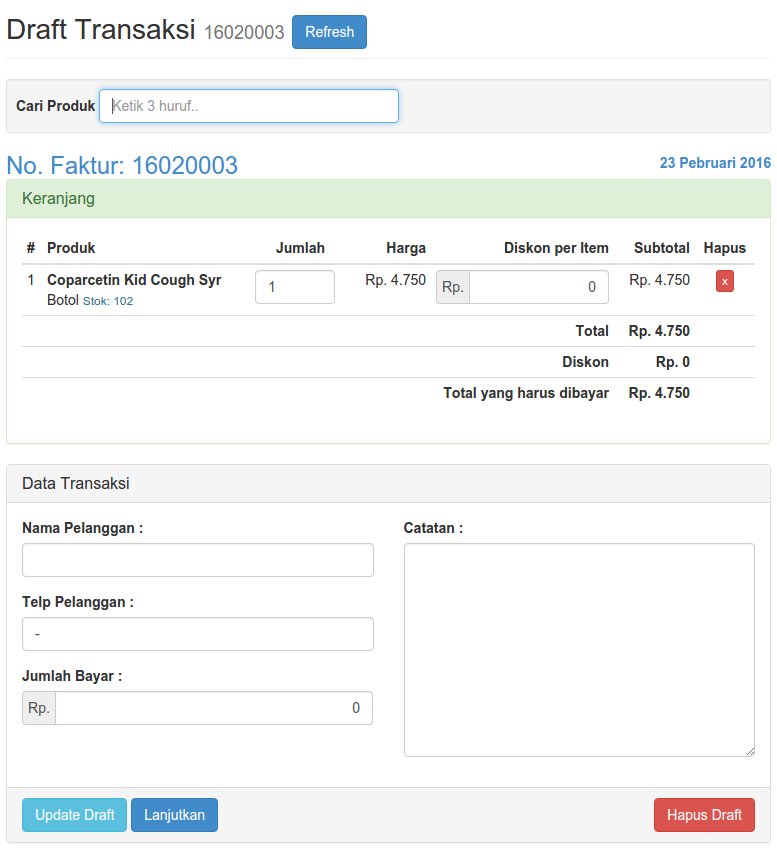 Draft Transaksi 16020003 Refresh
Cari Produk Ketik 3 huruf..
No. Faktur: 16020003 23 Pebruari 2016
Keranjang
# Produk Jumlah Harga Diskon per Item Subtotal Hapus
1 Coparcetin Kid Cough Syr 1 Rp. 4.750 Rp. 0 Rp. 4.750 x
Botol Stok: 102
Total Rp. 4.750
Diskon Rp. 0
Total yang harus dibayar Rp. 4.750
Data Transaksi
Nama Pelanggan : Catatan :
Telp Pelanggan :
-
Jumlah Bayar :
Rp. 0
Update Draft Lanjutkan Hapus Draft